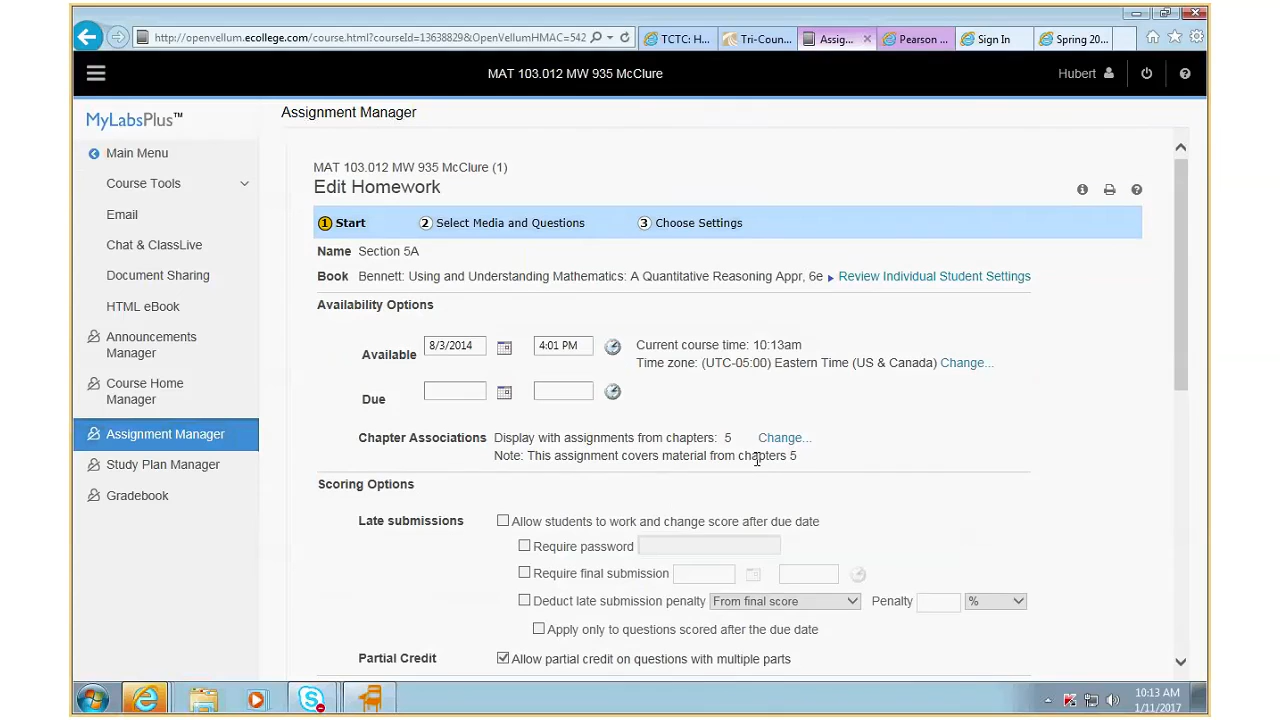 http://openvellum.ecollege.com/course.html?courseId=13638829&OpenVellumHMAC=542
TCTC: H...
Tri-Coun...
Assig...
Pearson ...
Sign In
Spring 20...
MAT 103.012 MW 935 McClure
Hubert
MyLabsPlus™
Assignment Manager
Main Menu
Course Tools
Email
Chat & ClassLive
Document Sharing
HTML eBook
Announcements
Manager
Course Home
Manager
Assignment Manager
Study Plan Manager
Gradebook
MAT 103.012 MW 935 McClure (1)
Edit Homework
1 Start 2 Select Media and Questions 3 Choose Settings
Name Section 5A
Book Bennett: Using and Understanding Mathematics: A Quantitative Reasoning Appr, 6e Review Individual Student Settings
Availability Options
Available 8/3/2014 4:01 PM Current course time: 10:13am
Time zone: (UTC-05:00) Eastern Time (US & Canada) Change...
Due
Chapter Associations Display with assignments from chapters: 5 Change...
Note: This assignment covers material from chapters 5
Scoring Options
Late submissions Allow students to work and change score after due date
Require password
Require final submission
Deduct late submission penalty From final score Penalty %
Apply only to questions scored after the due date
Partial Credit Allow partial credit on questions with multiple parts
10:13 AM
1/11/2017